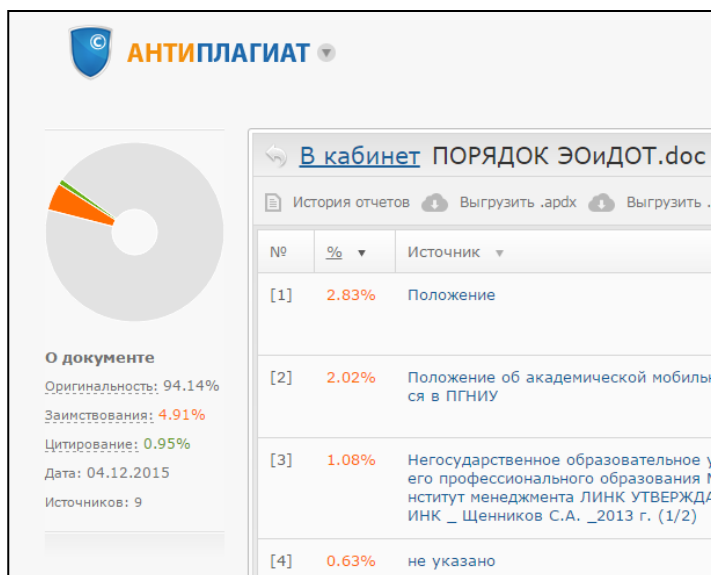 ©
АНТИПЛАГИАТ
О документе
Оригинальность: 94.14%
Заимствования: 4.91%
Цитирование: 0.95%
Дата: 04.12.2015
Источников: 9
В кабинет ПОРЯДОК ЭОиДОТ.doc
История отчетов Выгрузить .apdx Выгрузить .
№ % Источник
[1] 2.83% Положение
[2] 2.02% Положение об академической мобильн
ся в ПГНИУ
[3] 1.08% Негосударственное образовательное у
его профессионального образования М
нститут менеджмента ЛИНК УТВЕРЖДА
ИНК _ Щенников С.А. _2013 г. (1/2)
[4] 0.63% не указано